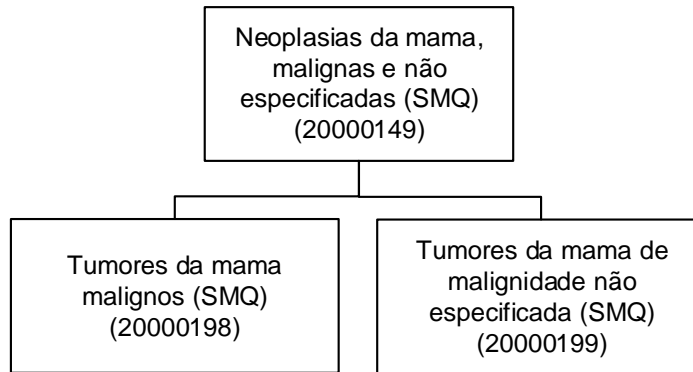 Neoplasias da mama,
malignas e não
especificadas (SMQ)
(20000149)
Tumores da mama
malignos (SMQ)
(20000198)
Tumores da mama de
malignidade não
especificada (SMQ)
(20000199)